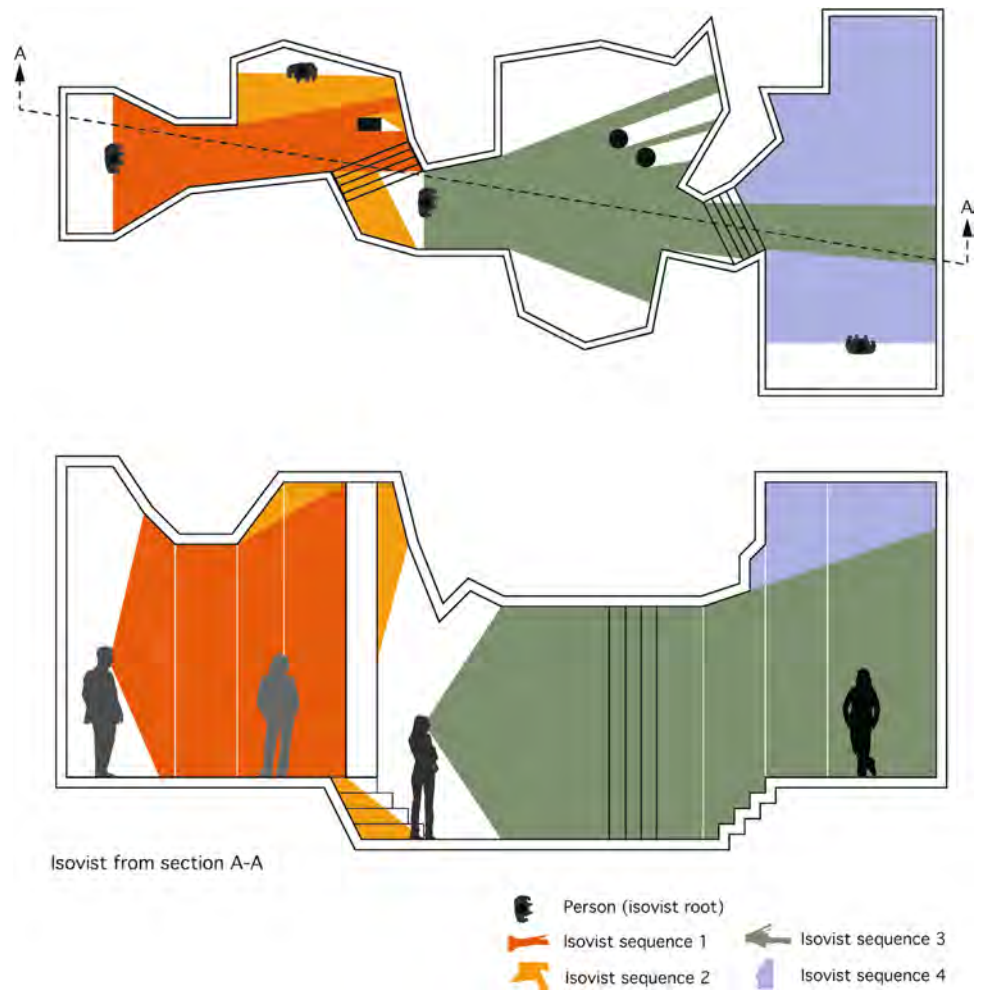 A
A
Isovist from section A-A
Person (isovist root)
Isovist sequence 1
Isovist sequence 3
Isovist sequence 2
Isovist sequence 4